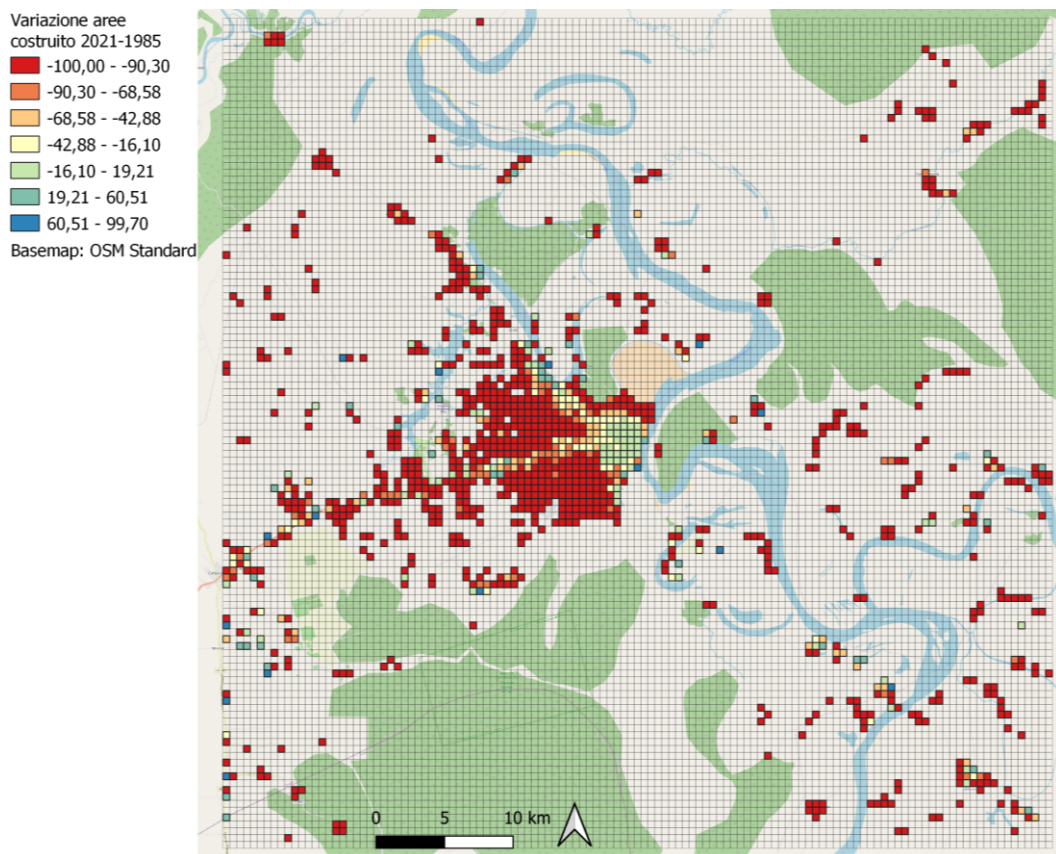 Variazione aree
costruito 2021-1985
-100,00 - -90,30
-90,30 - -68,58
-68,58 - -42,88
-42,88 - -16,10
-16,10 - 19,21
19,21 - 60,51
60,51 - 99,70
Basemap: OSM Standard
0 5 10 km